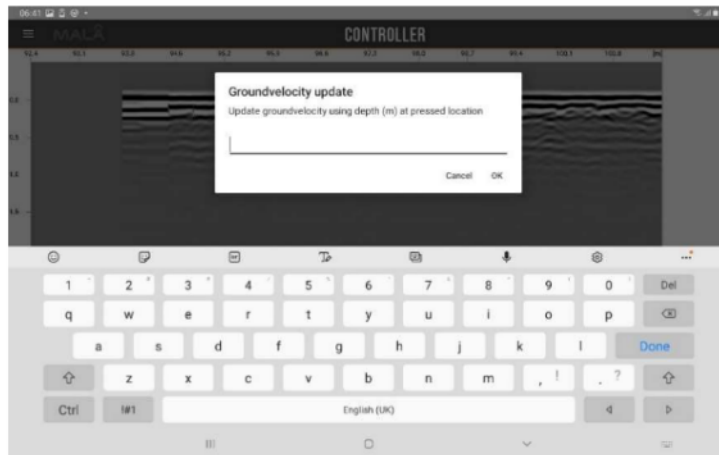 06:41
MALÅ
CONTROLLER
Groundvelocity update
Update groundvelocity using depth (m) at pressed location
Cancel OK
1 2 3 4 5 6 7 8 9 0 Del
q w e r t y u i o p
a s d f g h j k l Done
z x c v b n m , ! . ?
Ctrl !#1 English (UK)